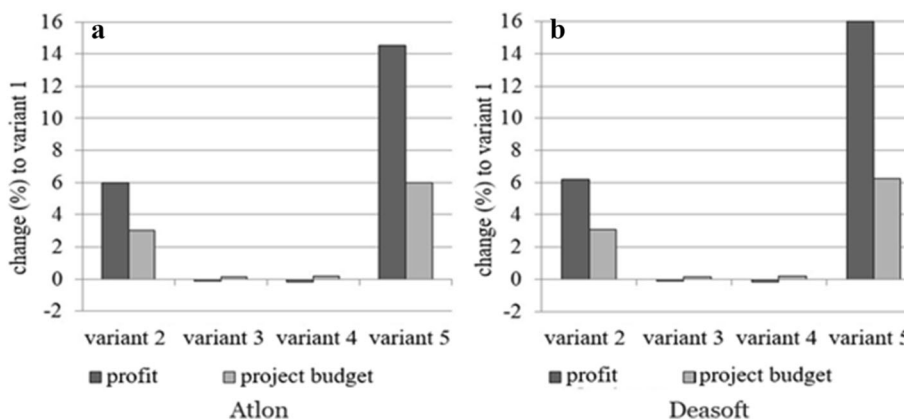 a
change (%) to variant 1
16
14
12
10
8
6
4
2
0
-2
variant 2 variant 3 variant 4 variant 5
profit project budget
Atlon
b
change (%) to variant 1
16
14
12
10
8
6
4
2
0
-2
variant 2 variant 3 variant 4 variant 5
profit project budget
Deasoft